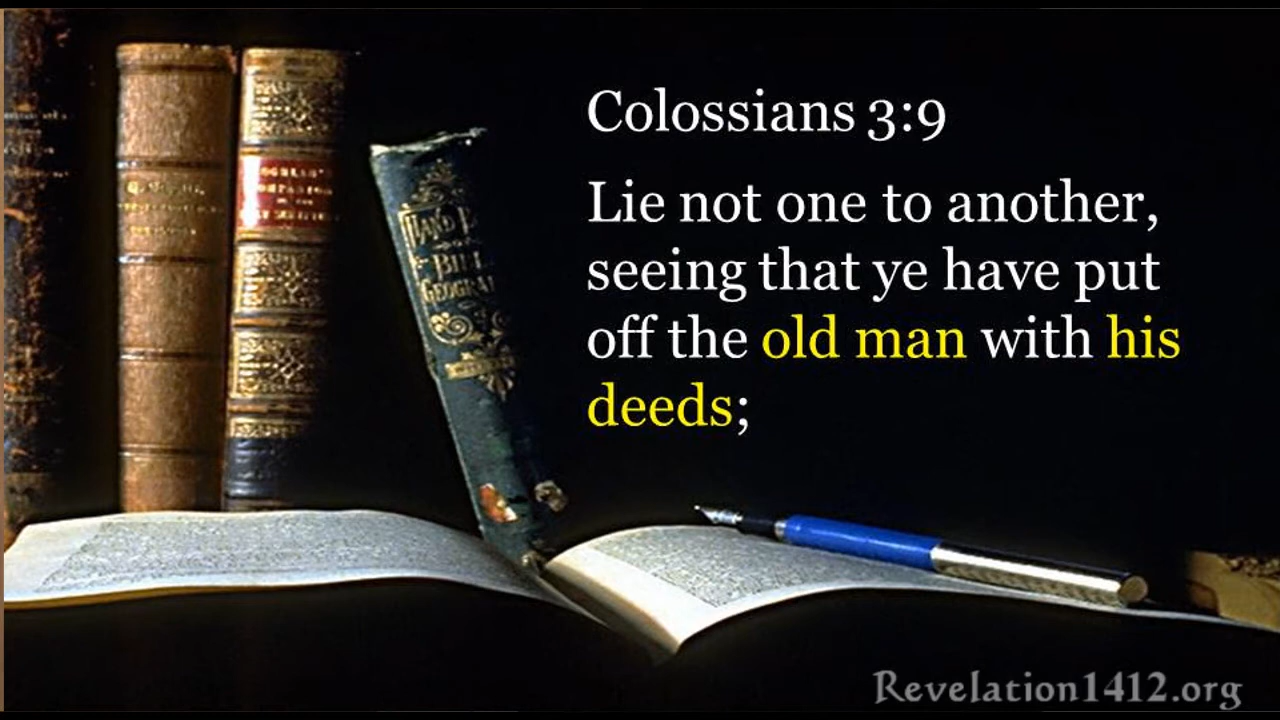 Colossians 3:9
Lie not one to another,
seeing that ye have put
off the old man with his
deeds;
HAND
Revelation1412.org